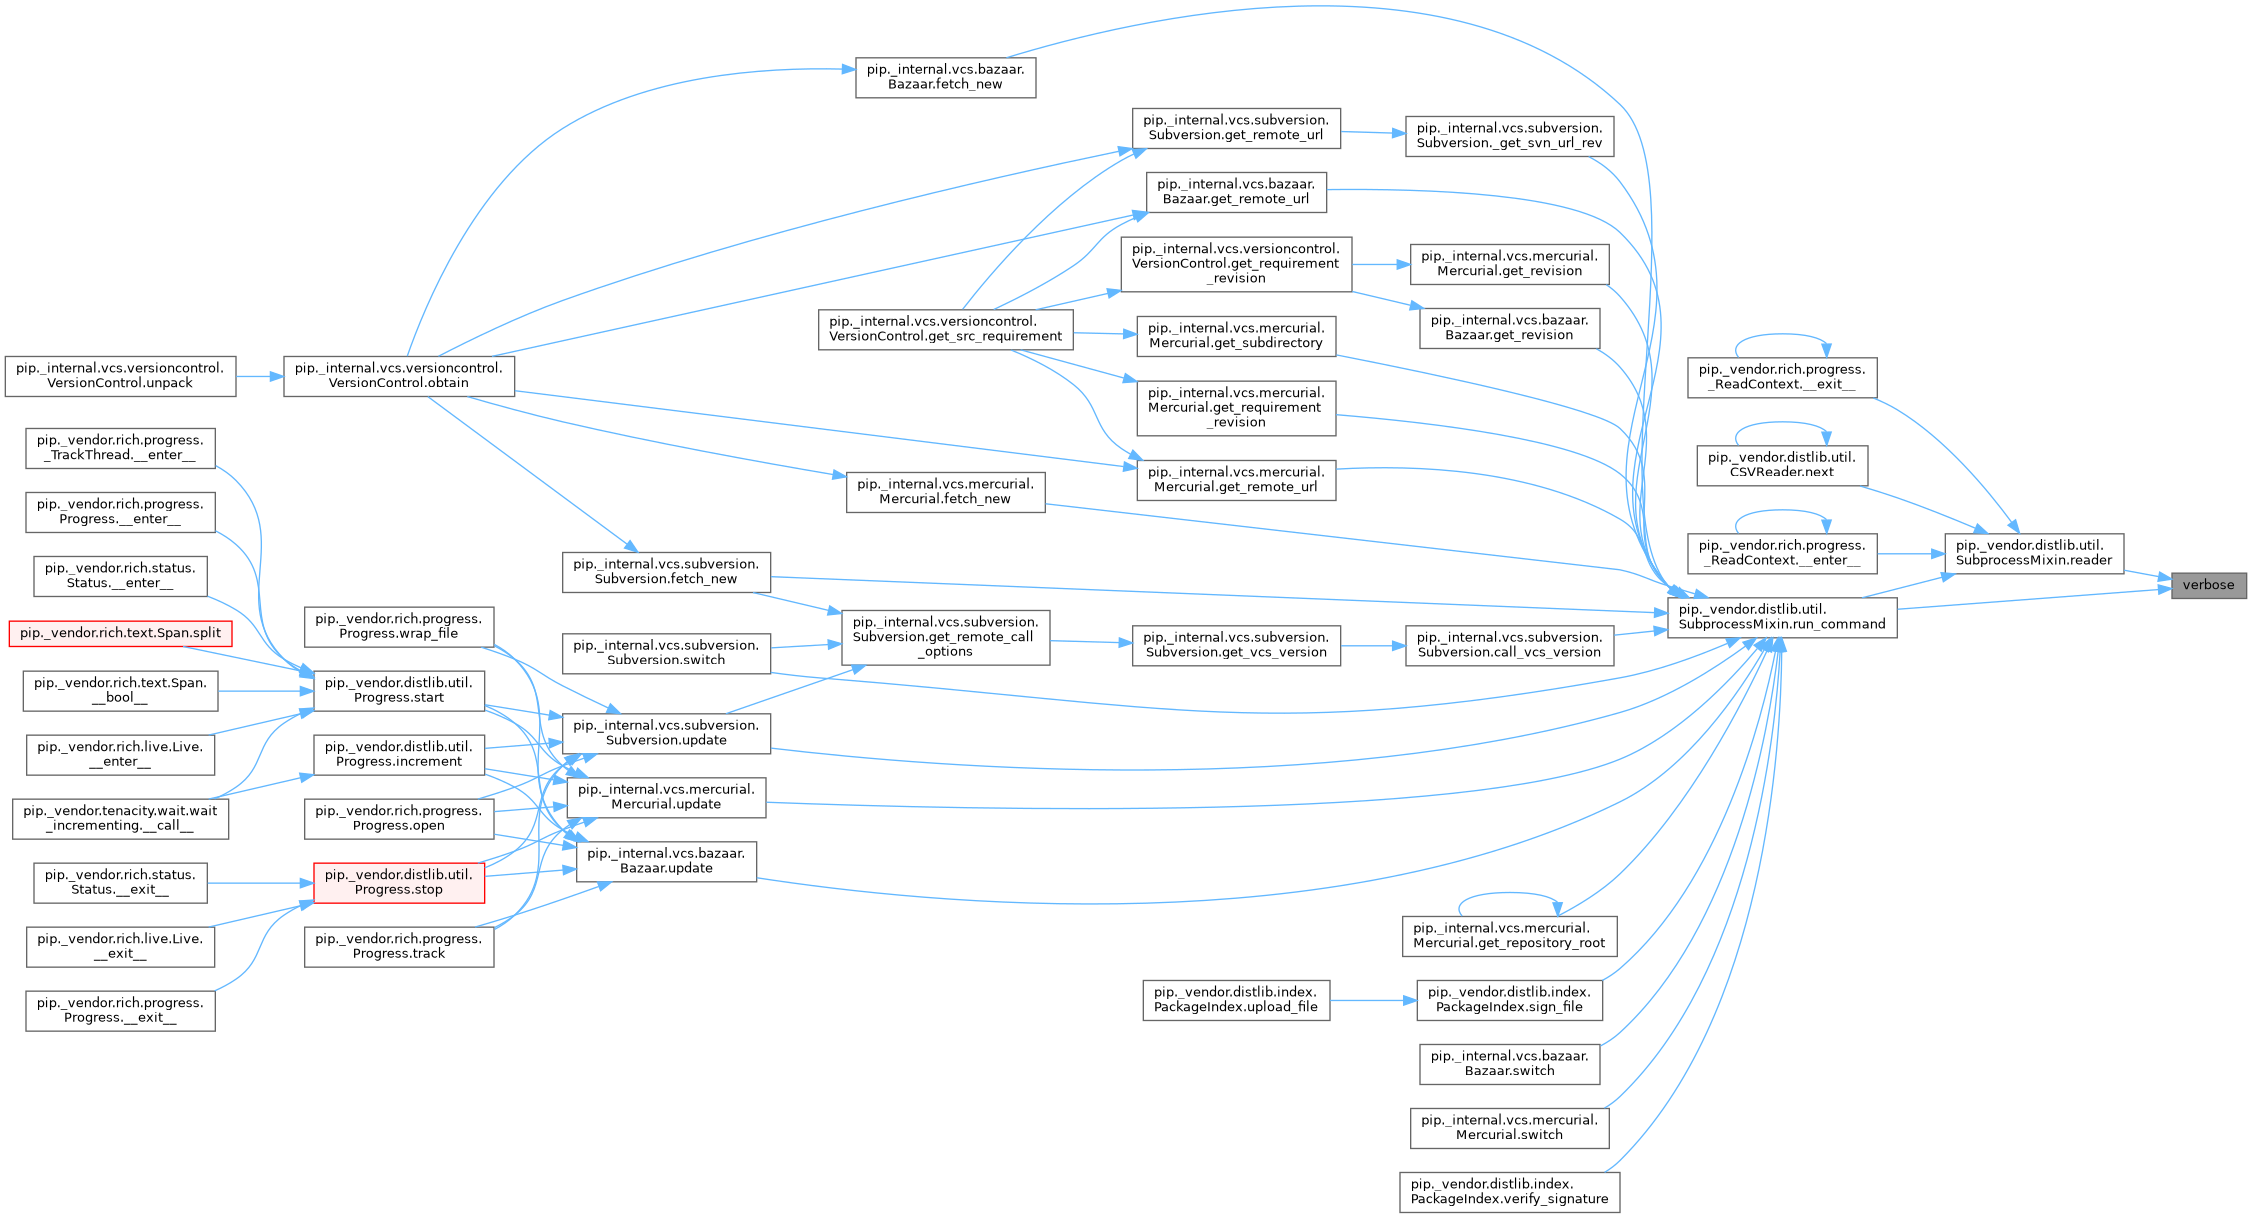 pip._internal.vcs.versioncontrol.
VersionControl.unpack
pip._vendor.rich.progress.
_TrackThread.__enter__
pip._vendor.rich.progress.
Progress.__enter__
pip._vendor.rich.status.
Status.__enter__
pip._vendor.rich.text.Span.split
pip._vendor.rich.text.Span.
__bool__
pip._vendor.rich.live.Live.
__enter__
pip._vendor.tenacity.wait.wait
_incrementing.__call__
pip._vendor.rich.status.
Status.__exit__
pip._vendor.rich.live.Live.
__exit__
pip._vendor.rich.progress.
Progress.__exit__
pip._internal.vcs.versioncontrol.
VersionControl.obtain
pip._vendor.rich.progress.
Progress.wrap_file
pip._vendor.distlib.util.
Progress.start
pip._vendor.distlib.util.
Progress.increment
pip._vendor.rich.progress.
Progress.open
pip._vendor.distlib.util.
Progress.stop
pip._vendor.rich.progress.
Progress.track
pip._internal.vcs.subversion.
Subversion.fetch_new
pip._internal.vcs.subversion.
Subversion.switch
pip._internal.vcs.subversion.
Subversion.update
pip._internal.vcs.mercurial.
Mercurial.update
pip._internal.vcs.bazaar.
Bazaar.update
pip._internal.vcs.bazaar.
Bazaar.fetch_new
pip._internal.vcs.versioncontrol.
VersionControl.get_src_requirement
pip._internal.vcs.mercurial.
Mercurial.fetch_new
pip._internal.vcs.subversion.
Subversion.get_remote_call
_options
pip._internal.vcs.subversion.
Subversion.get_remote_url
pip._internal.vcs.bazaar.
Bazaar.get_remote_url
pip._internal.vcs.versioncontrol.
VersionControl.get_requirement
_revision
pip._internal.vcs.mercurial.
Mercurial.get_subdirectory
pip._internal.vcs.mercurial.
Mercurial.get_requirement
_revision
pip._internal.vcs.mercurial.
Mercurial.get_remote_url
pip._internal.vcs.subversion.
Subversion.get_vcs_version
pip._vendor.distlib.index.
PackageIndex.upload_file
pip._internal.vcs.subversion.
Subversion._get_svn_url_rev
pip._internal.vcs.mercurial.
Mercurial.get_revision
pip._internal.vcs.bazaar.
Bazaar.get_revision
pip._internal.vcs.subversion.
Subversion.call_vcs_version
pip._internal.vcs.mercurial.
Mercurial.get_repository_root
pip._vendor.distlib.index.
PackageIndex.sign_file
pip._internal.vcs.bazaar.
Bazaar.switch
pip._internal.vcs.mercurial.
Mercurial.switch
pip._vendor.distlib.index.
PackageIndex.verify_signature
pip._vendor.rich.progress.
_ReadContext.__exit__
pip._vendor.distlib.util.
CSVReader.next
pip._vendor.rich.progress.
_ReadContext.__enter__
pip._vendor.distlib.util.
SubprocessMixin.run_command
pip._vendor.distlib.util.
SubprocessMixin.reader
verbose